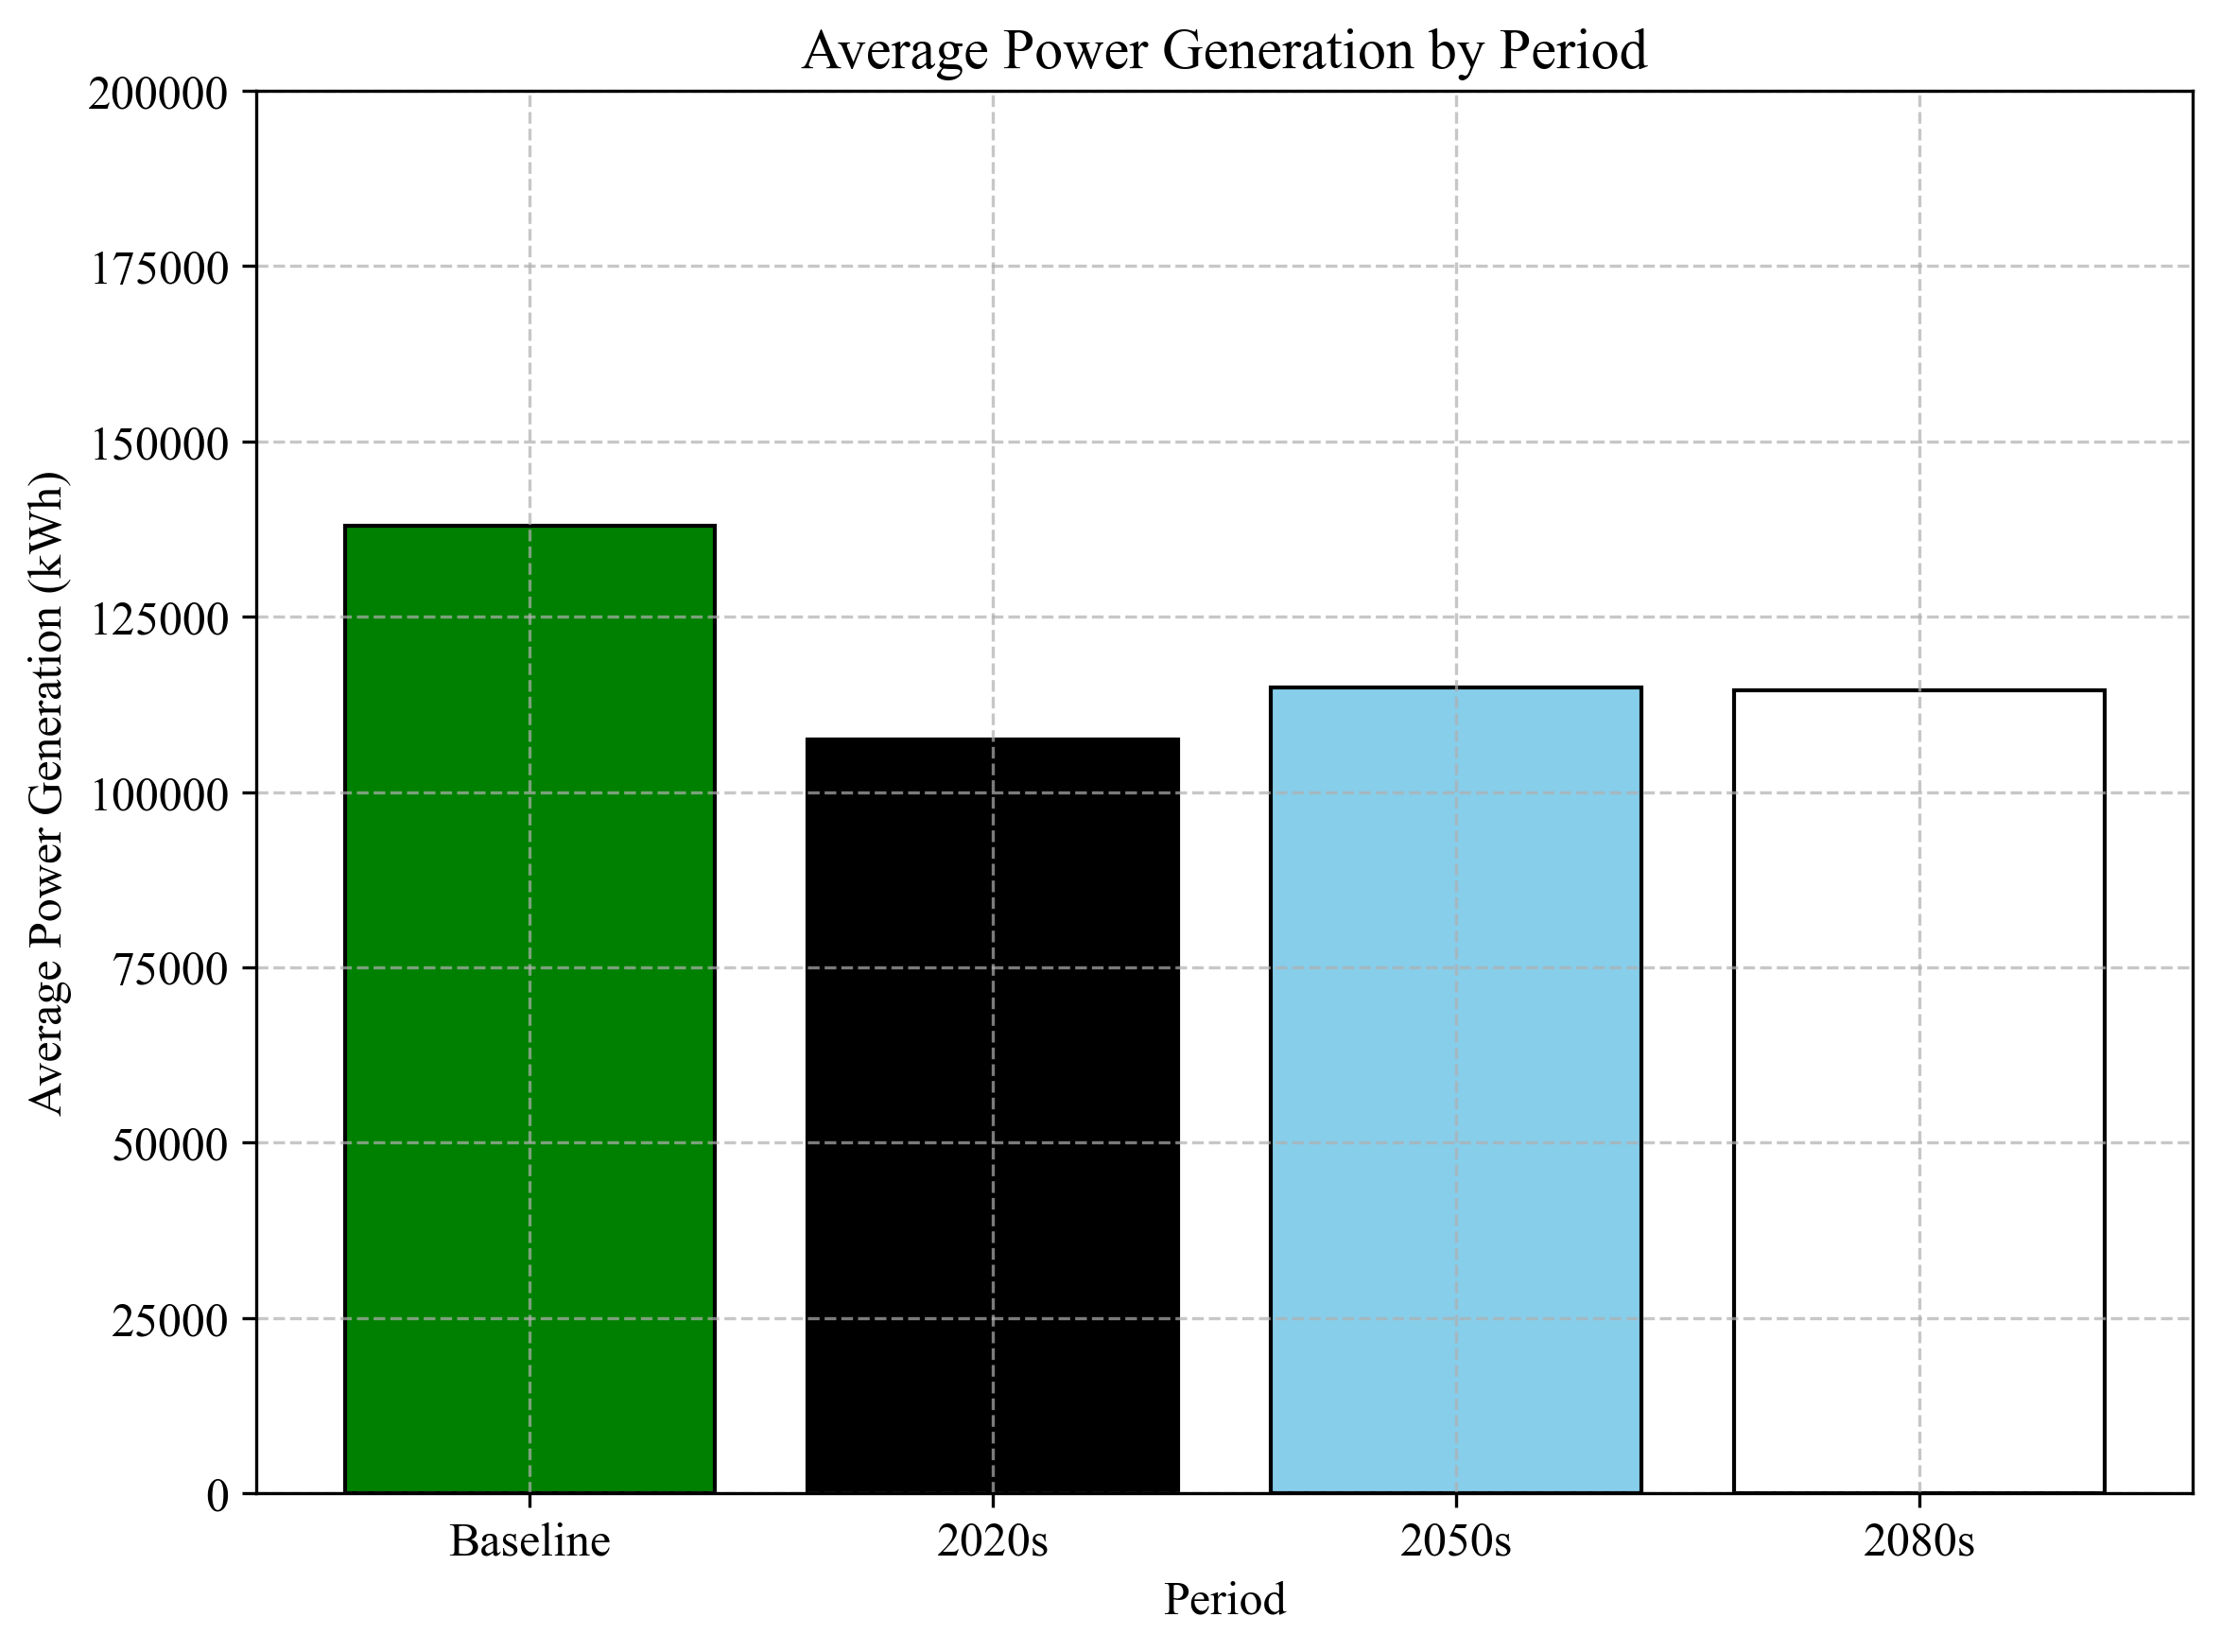 Average Power Generation by Period
Average Power Generation (kWh)
200000
175000
150000
125000
100000
75000
50000
25000
0
Baseline 2020s 2050s 2080s
Period